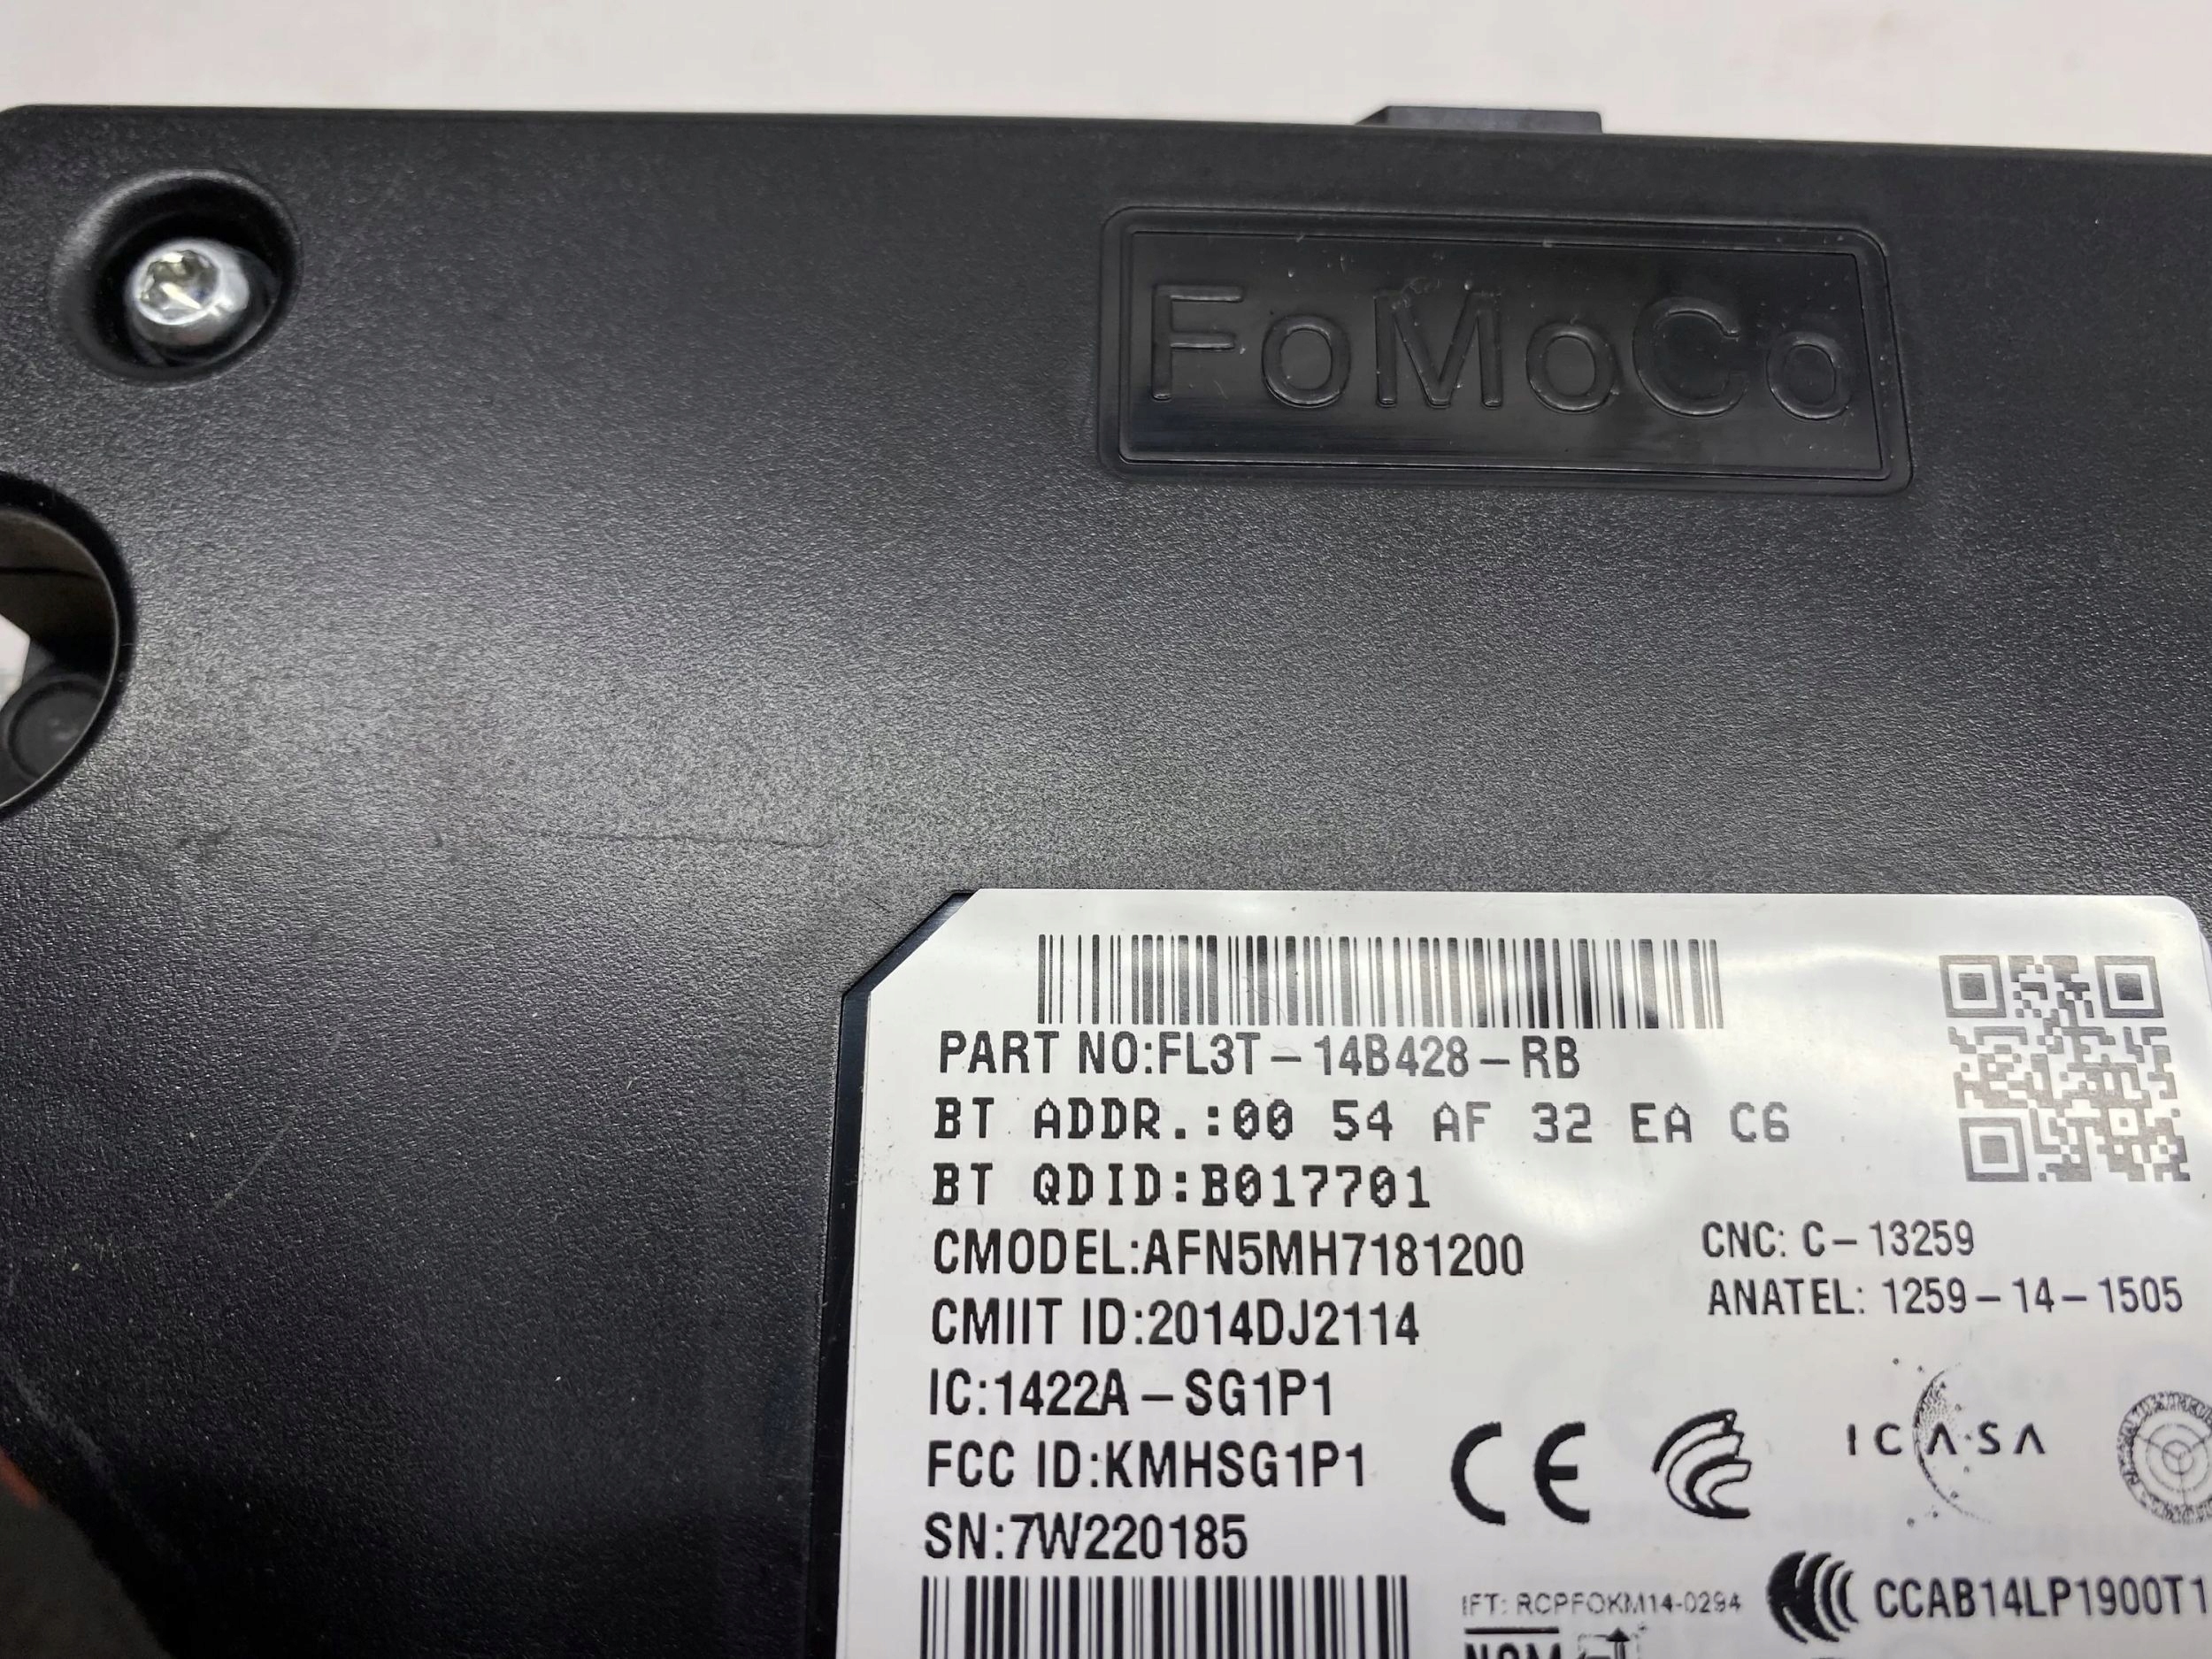 FoMoCo
PART NO:FL3T-14B428-RB
BT ADDR.:00 54 AF 32 EA C6
BT QDID:B017701
CMODEL:AFN5MH7181200
CNC: C-13259
CMIIT ID:2014DJ2114
ANATEL: 1259-14-1505
IC:1422A-SG1P1
FCC ID:KMHSG1P1
CE
ICASA
SN:7W220185
IFT: RCPFOKM14-0294
CCAB14LP1900T1
NOM